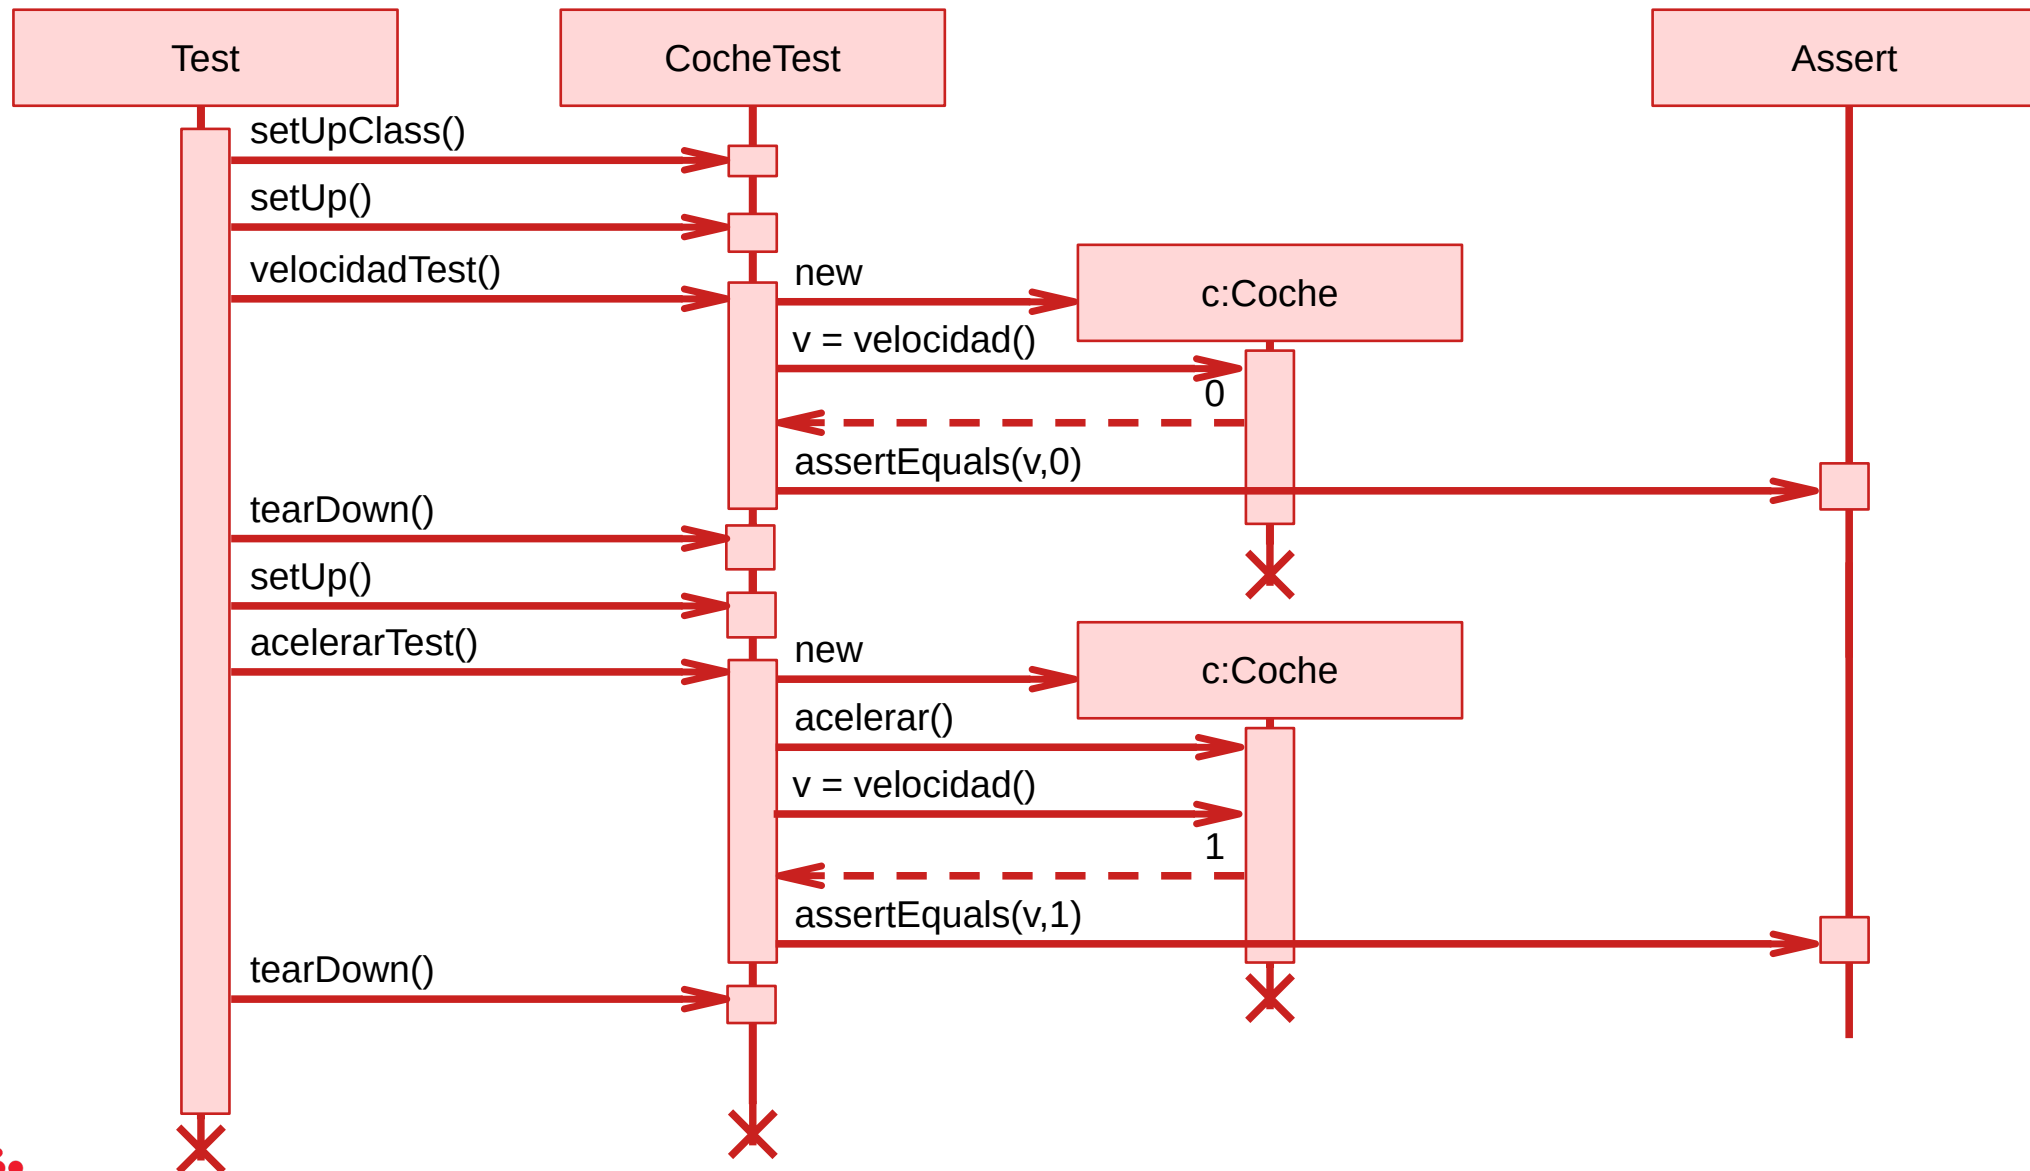 Test
CocheTest
Assert
setUpClass()
setUp()
velocidadTest()
new
c:Coche
v = velocidad()
0
assertEquals(v,0)
tearDown()
setUp()
acelerarTest()
new
c:Coche
acelerar()
v = velocidad()
1
assertEquals(v,1)
tearDown()